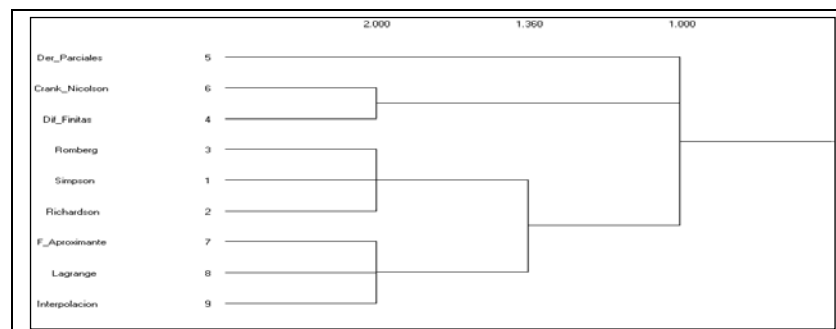 2.000 1.360 1.000
Der_Parciales 5
Crank_Nicolson 6
Dif_Finitas 4
Romberg 3
Simpson 1
Richardson 2
F_Aproximante 7
Lagrange 8
Interpolacion 9